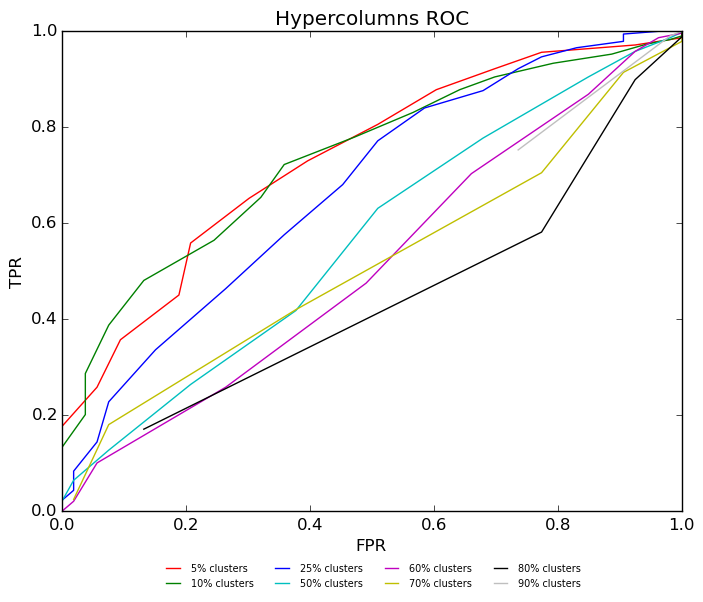 Hypercolumns ROC
1.0
0.8
0.6
0.4
0.2
0.0
TPR
0.0 0.2 0.4 0.6 0.8 1.0
FPR
5% clusters 25% clusters 60% clusters 80% clusters
10% clusters 50% clusters 70% clusters 90% clusters